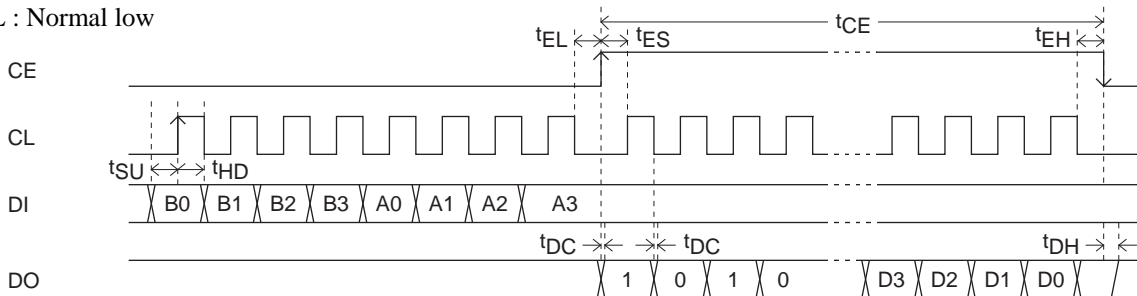 L : Normal low
tCE
tEL tES tEH
CE
CL
tSU tHD
DI B0 B1 B2 B3 A0 A1 A2 A3
tDC tDC tDH
DO 1 0 1 0 D3 D2 D1 D0